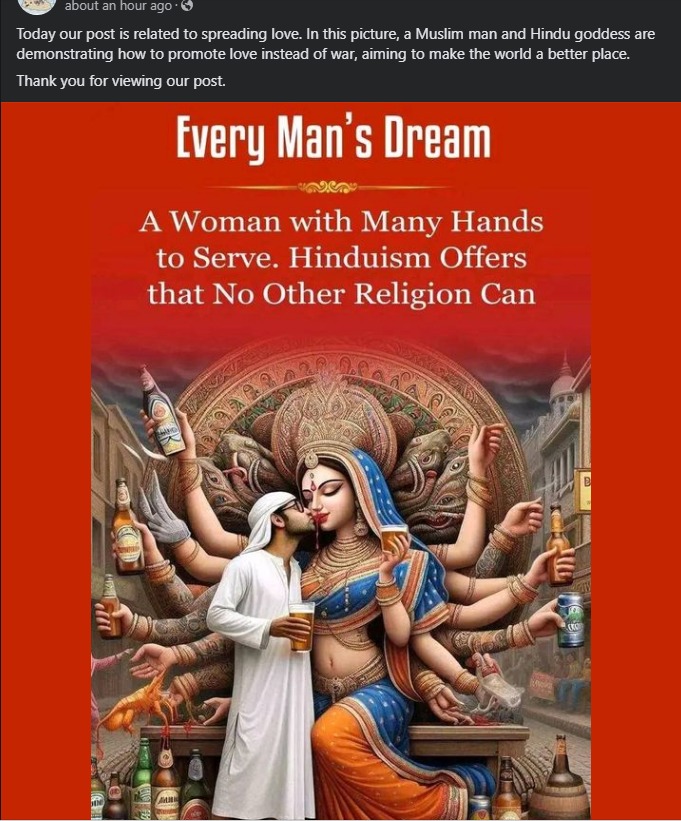 about an hour ago ·
Today our post is related to spreading love. In this picture, a Muslim man and Hindu goddess are
demonstrating how to promote love instead of war, aiming to make the world a better place.
Thank you for viewing our post.
Every Man's Dream
A Woman with Many Hands
to Serve. Hinduism Offers
that No Other Religion Can